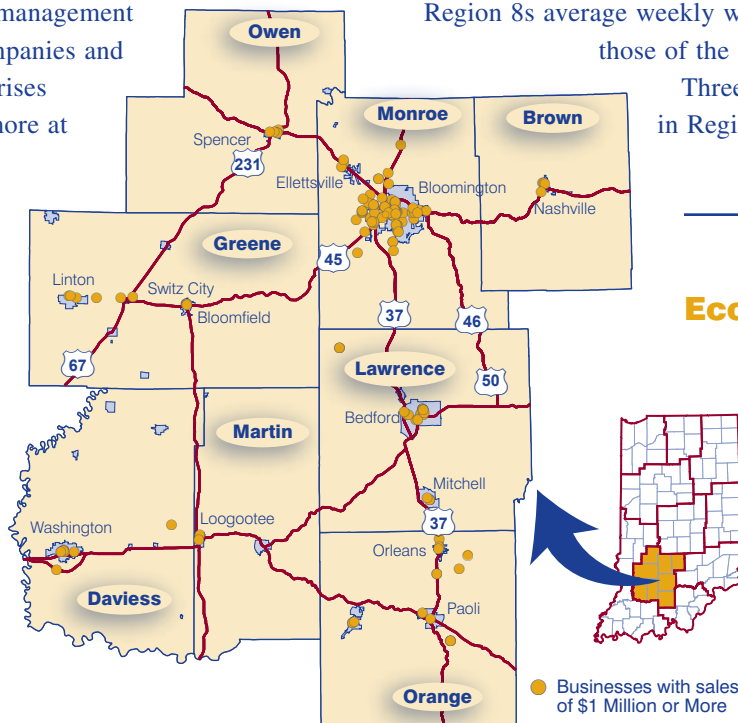 management
mpanies and
rises
ore at
Region 8s average weekly w
those of the
Three
in Regi
Eco
Owen
Monroe
Brown
Spencer
231
Ellettsville
Bloomington
Nashville
Greene
45
Linton
Switz City
Bloomfield
37
46
67
Lawrence
50
Bedford
Martin
Mitchell
Loogootee
37
Washington
Orleans
Daviess
Paoli
Orange
Businesses with sales
of $1 Million or More